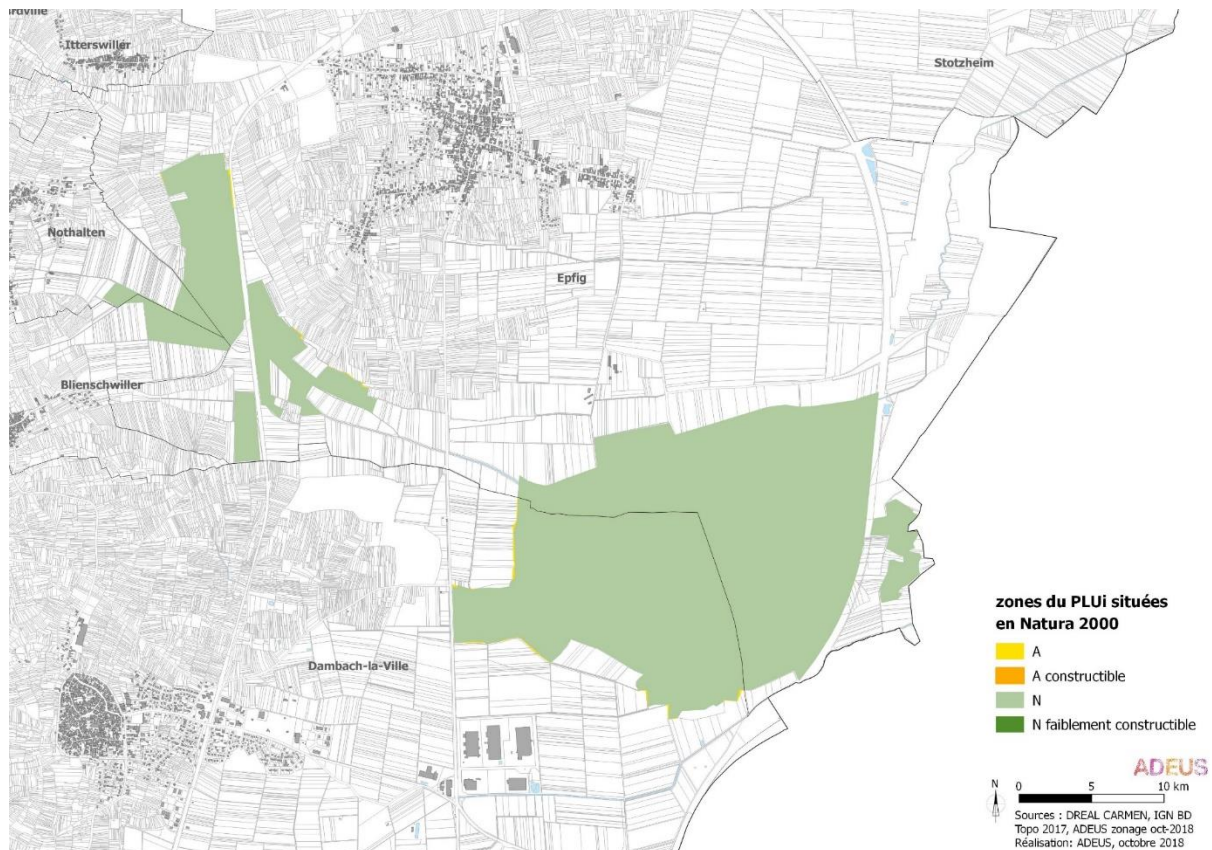 Itterswiller
Stotzheim
Nothalten
Epfig
Blienschwiller
Dambach-la-Ville
zones du PLUi situées
en Natura 2000
A
A constructible
N
N faiblement constructible
ADEUS
N
0 5 10 km
Sources : DREAL CARMEN, IGN BD
Topo 2017, ADEUS zonage oct-2018
Réalisation: ADEUS, octobre 2018